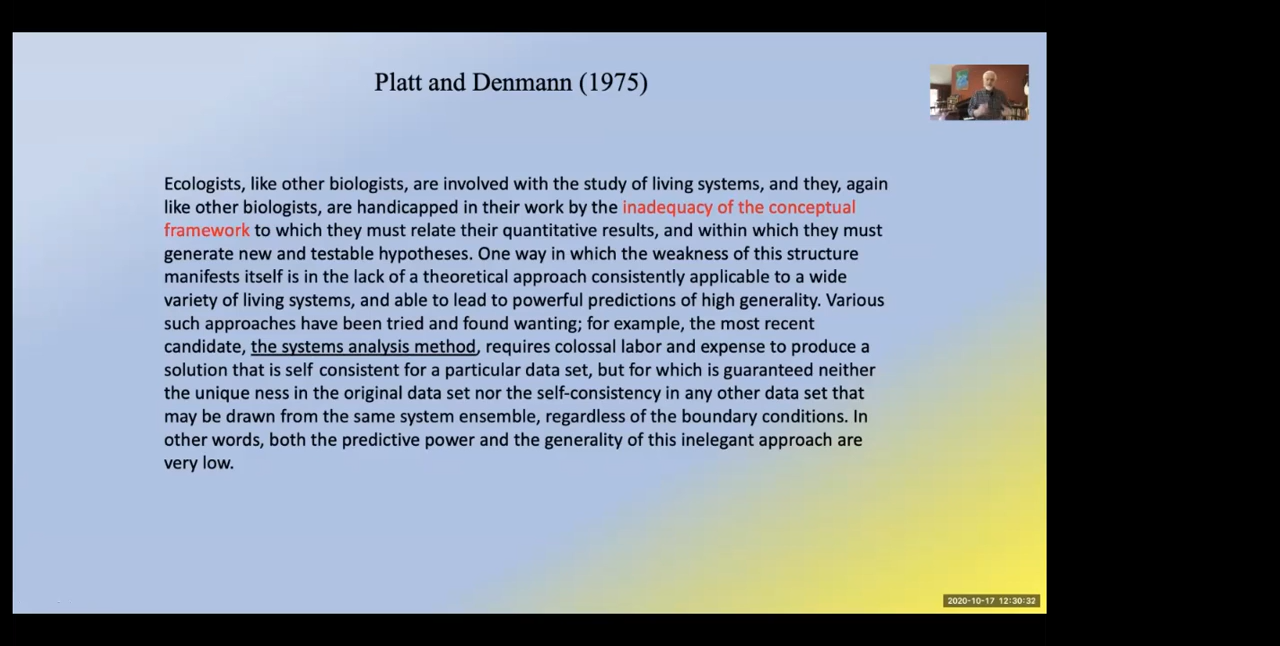 Platt and Denmann (1975)
Ecologists, like other biologists, are involved with the study of living systems, and they, again
like other biologists, are handicapped in their work by the inadequacy of the conceptual
framework to which they must relate their quantitative results, and within which they must
generate new and testable hypotheses. One way in which the weakness of this structure
manifests itself is in the lack of a theoretical approach consistently applicable to a wide
variety of living systems, and able to lead to powerful predictions of high generality. Various
such approaches have been tried and found wanting; for example, the most recent
candidate, the systems analysis method, requires colossal labor and expense to produce a
solution that is self consistent for a particular data set, but for which is guaranteed neither
the unique ness in the original data set nor the self-consistency in any other data set that
may be drawn from the same system ensemble, regardless of the boundary conditions. In
other words, both the predictive power and the generality of this inelegant approach are
very low.
2020-10-17 12:30:32